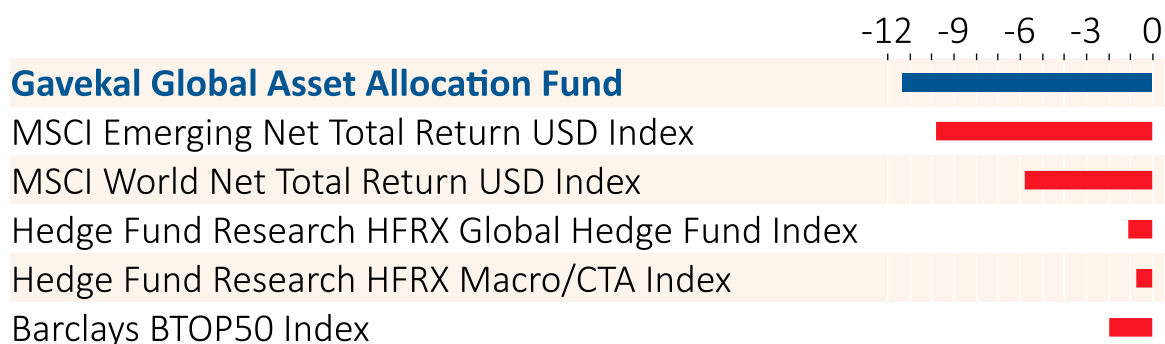 -12 -9 -6 -3 0
Gavekal Global Asset Allocation Fund
MSCI Emerging Net Total Return USD Index
MSCI World Net Total Return USD Index
Hedge Fund Research HFRX Global Hedge Fund Index
Hedge Fund Research HFRX Macro/CTA Index
Barclays BTOP50 Index